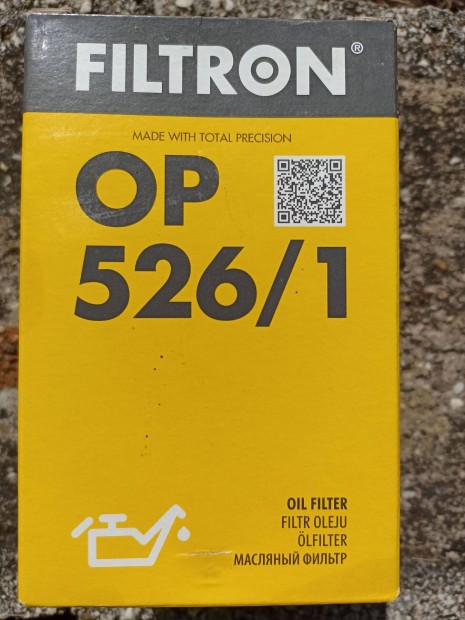 FILTRON®
MADE WITH TOTAL PRECISION
OP
526/1
OIL FILTER
FILTR OLEJU
ÖLFILTER
МАСЛЯНЫЙ ФИЛЬТР